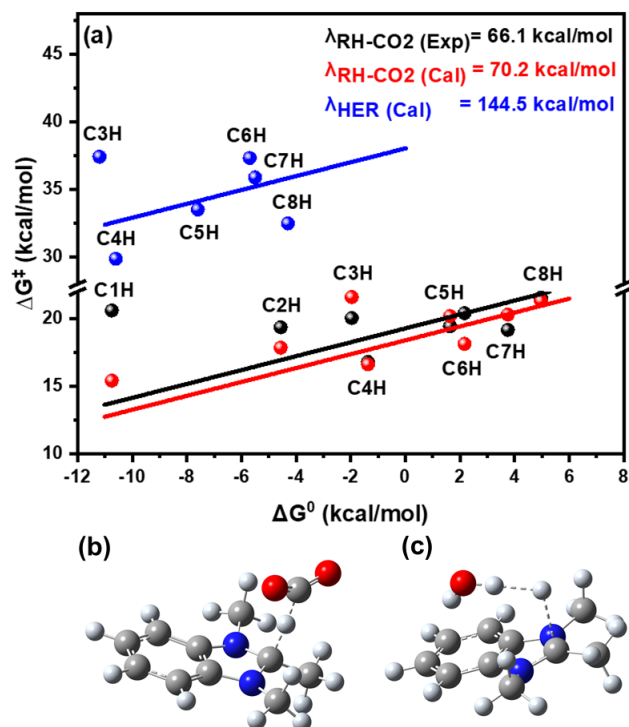 (a)
λRH-CO2 (Exp) = 66.1 kcal/mol
λRH-CO2 (Cal) = 70.2 kcal/mol
λHER (Cal) = 144.5 kcal/mol
ΔG‡ (kcal/mol)
45
40
35
30
20
15
10
C3H
C6H
C7H
C5H
C8H
C4H
C1H
C2H
C3H
C4H
C5H
C6H
C7H
C8H
-12 -10 -8 -6 -4 -2 0 2 4 6 8
ΔG0 (kcal/mol)
(b)
(c)